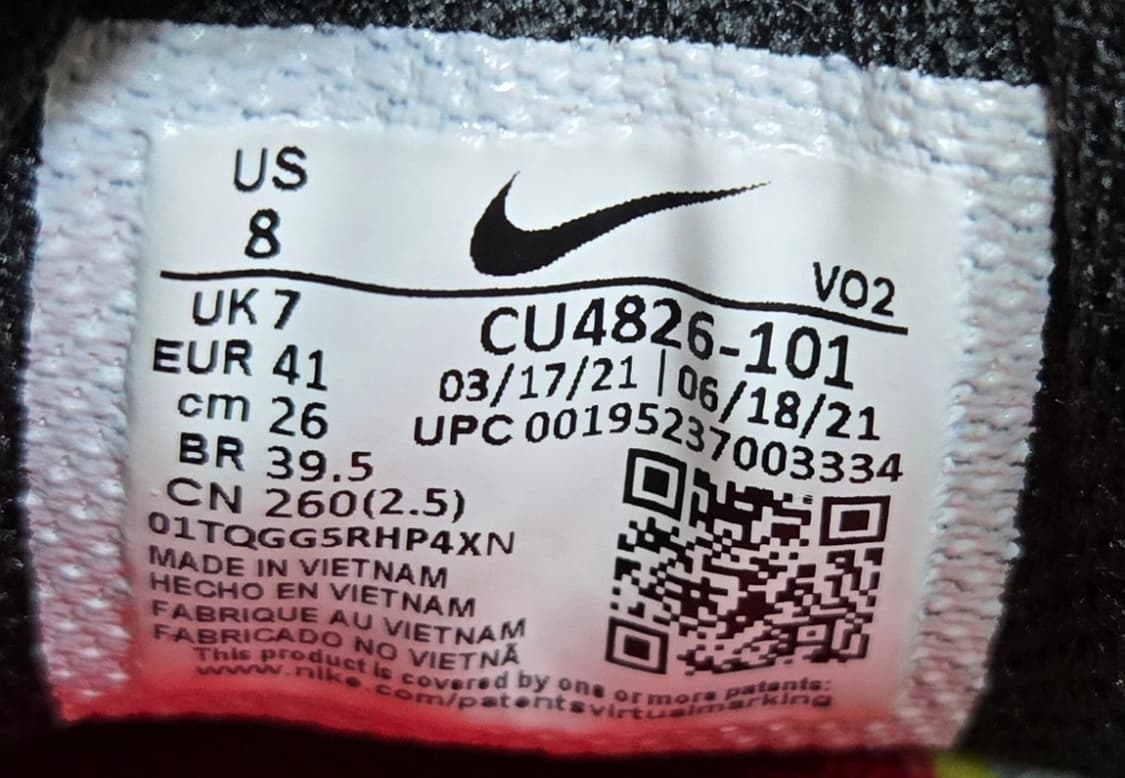 US
8
VO2
UK 7
EUR 41
cm 26
BR 39.5
CN 260(2.5)
CU4826-101
03/17/21 | 06/18/21
UPC 00195237003334
01TQGG5RHP4XN
MADE IN VIETNAM
HECHO EN VIETNAM
FABRIQUE AU VIETNAM
FABRICADO NO VIETNÃ
This product is covered by one or more patents:
www.nike.com/patentsvirtualmarking